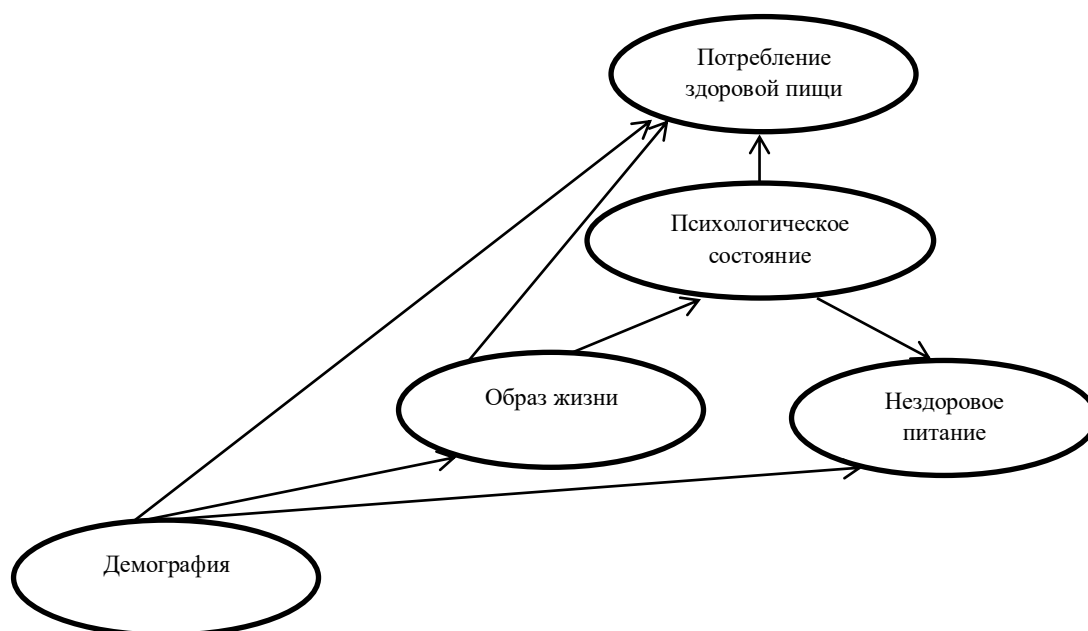 Потребление
здоровой пищи
Психологическое
состояние
Образ жизни
Нездоровое
питание
Демография